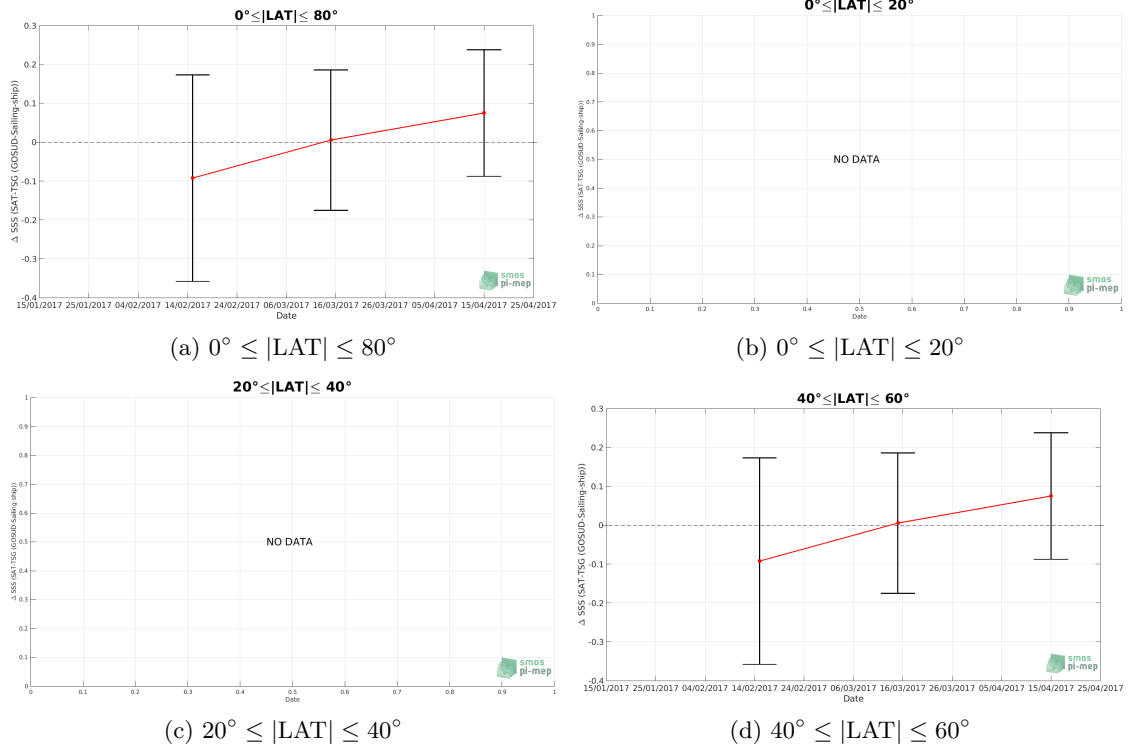 0°≤|LAT|≤ 80°
0.3
0.2
0.1
0
-0.1
-0.2
-0.3
-0.4
Δ SSS (SAT-TSG (GOSUD-Sailing-ship))
15/01/2017 25/01/2017 04/02/2017 14/02/2017 24/02/2017 06/03/2017 16/03/2017 26/03/2017 05/04/2017 15/04/2017 25/04/2017
Date
smos
pi-mep
(a) 0° ≤ |LAT| ≤ 80°
0°≤|LAT|≤ 20°
1
0.9
0.8
0.7
0.6
0.5
0.4
0.3
0.2
0.1
0
Δ SSS (SAT-TSG (GOSUD-Sailing-ship))
NO DATA
0 0.1 0.2 0.3 0.4 0.5 0.6 0.7 0.8 0.9 1
Date
smos
pi-mep
(b) 0° ≤ |LAT| ≤ 20°
20°≤|LAT|≤ 40°
1
0.9
0.8
0.7
0.6
0.5
0.4
0.3
0.2
0.1
0
Δ SSS (SAT-TSG (GOSUD-Sailing-ship))
NO DATA
0 0.1 0.2 0.3 0.4 0.5 0.6 0.7 0.8 0.9 1
Date
smos
pi-mep
(c) 20° ≤ |LAT| ≤ 40°
40°≤|LAT|≤ 60°
0.3
0.2
0.1
0
-0.1
-0.2
-0.3
-0.4
Δ SSS (SAT-TSG (GOSUD-Sailing-ship))
15/01/2017 25/01/2017 04/02/2017 14/02/2017 24/02/2017 06/03/2017 16/03/2017 26/03/2017 05/04/2017 15/04/2017 25/04/2017
Date
smos
pi-mep
(d) 40° ≤ |LAT| ≤ 60°